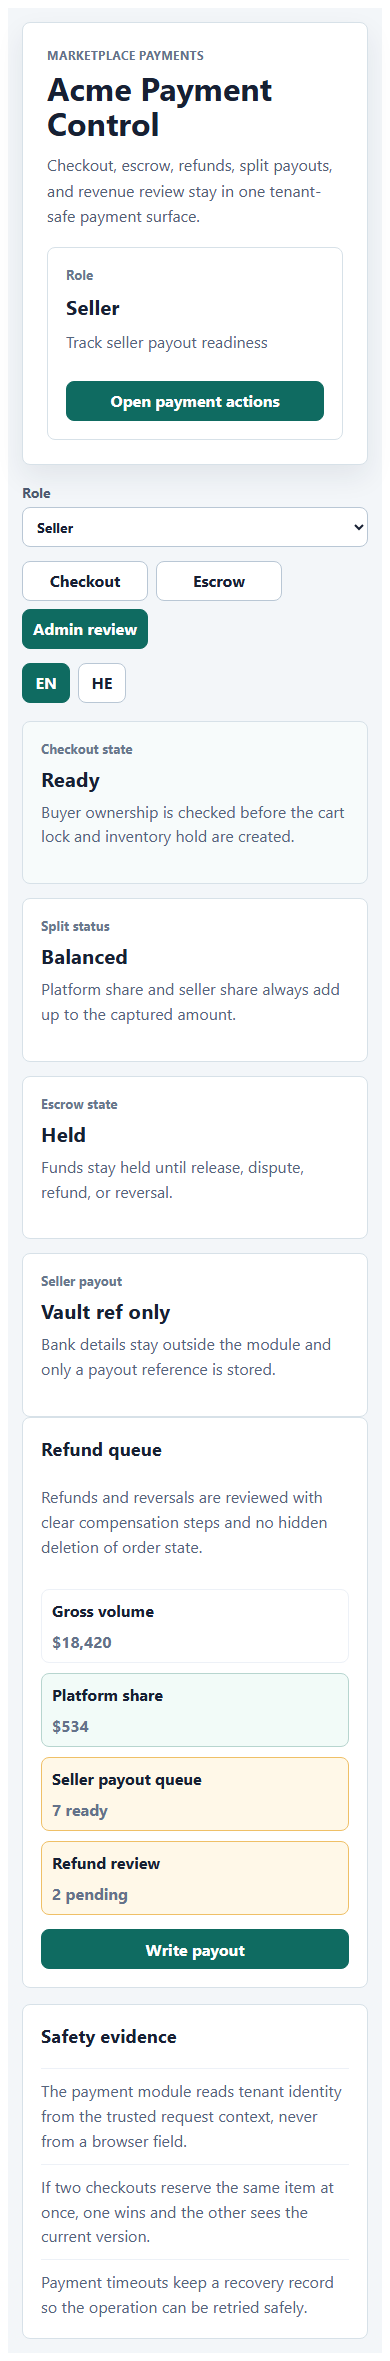 MARKETPLACE PAYMENTS
Acme Payment
Control
Checkout, escrow, refunds, split payouts,
and revenue review stay in one tenant-
safe payment surface.
Role
Seller
Track seller payout readiness
Open payment actions
Role
Seller
Checkout
Escrow
Admin review
EN
HE
Checkout state
Ready
Buyer ownership is checked before the cart
lock and inventory hold are created.
Split status
Balanced
Platform share and seller share always add
up to the captured amount.
Escrow state
Held
Funds stay held until release, dispute,
refund, or reversal.
Seller payout
Vault ref only
Bank details stay outside the module and
only a payout reference is stored.
Refund queue
Refunds and reversals are reviewed with
clear compensation steps and no hidden
deletion of order state.
Gross volume
$18,420
Platform share
$534
Seller payout queue
7 ready
Refund review
2 pending
Write payout
Safety evidence
The payment module reads tenant identity
from the trusted request context, never
from a browser field.
If two checkouts reserve the same item at
once, one wins and the other sees the
current version.
Payment timeouts keep a recovery record
so the operation can be retried safely.